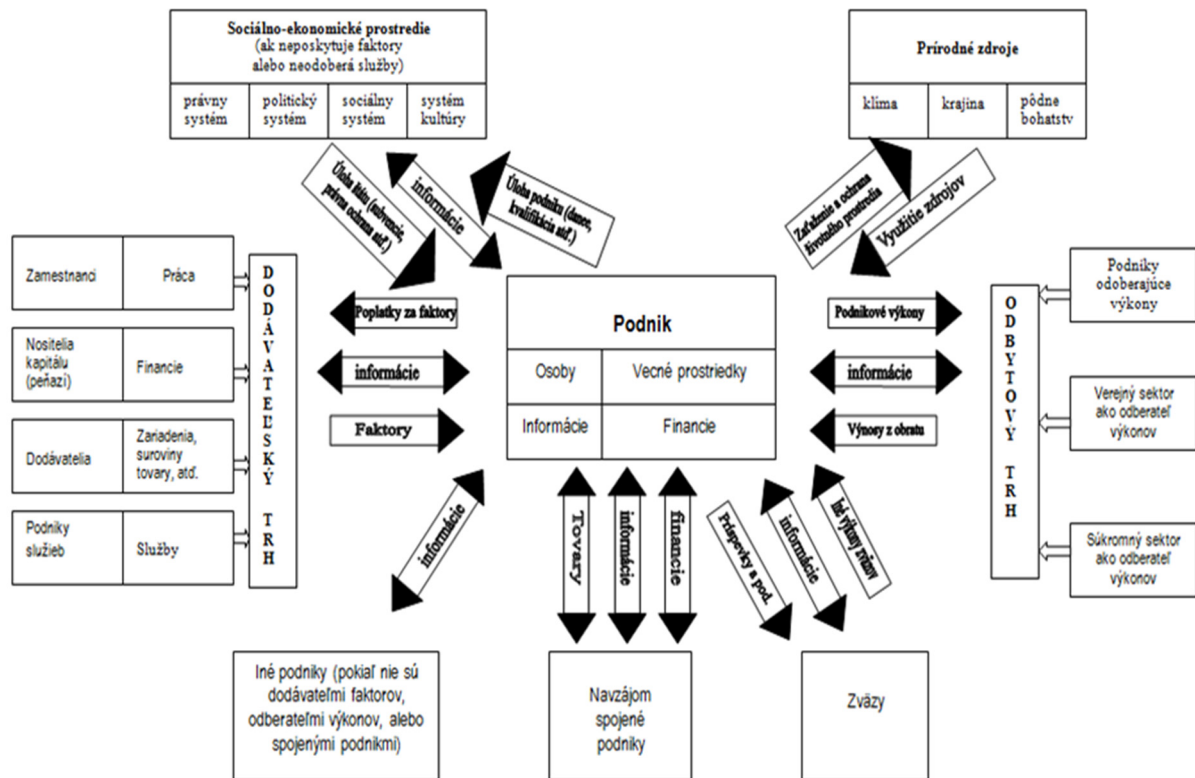 Sociálno-ekonomické prostredie
(ak neposkytuje faktory
alebo neodoberá služby)
právny
systém
politický
systém
sociálny
systém
systém
kultúry
Prírodné zdroje
klíma
krajina
pôdne
bohatstv
Úloha štátu (subvencie,
právna ochrana atď.)
informácie
Úloha podniku (dane,
kvalifikácia atď.)
Zaťaženie a ochrana
životného prostredia
Využitie zdrojov
Zamestnanci
Práca
Nositelia
kapitálu
(peňazí)
Financie
Dodávatelia
Zariadenia,
suroviny
tovary, atď.
Podniky
služieb
Služby
DODÁVATEĽSKÝ TRH
Poplatky za faktory
informácie
Faktory
Podnik
Osoby
Vecné prostriedky
Informácie
Financie
Podnikové výkony
informácie
Výnosy z obratu
ODBYTOVÝ TRH
Podniky
odoberajúce
výkony
Verejný sektor
ako odberateľ
výkonov
Súkromný sektor
ako odberateľ
výkonov
informácie
Tovary
informácie
financie
Príspevky a pod.
informácie
Iné výkony zväzov
Iné podniky (pokiaľ nie sú
dodávateľmi faktorov,
odberateľmi výkonov, alebo
spojenými podnikmi)
Navzájom
spojené
podniky
Zväzy